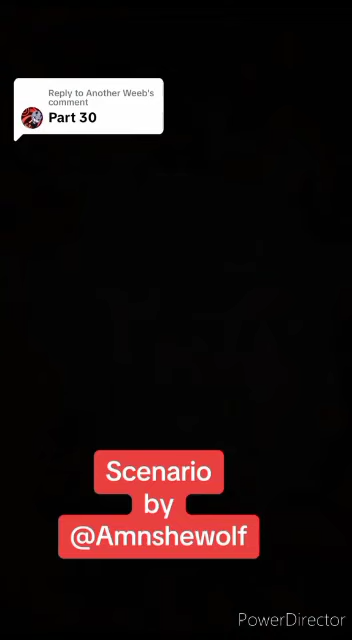 Reply to Another Weeb's
comment
Part 30
Scenario
by
@Amnshewolf
PowerDirector